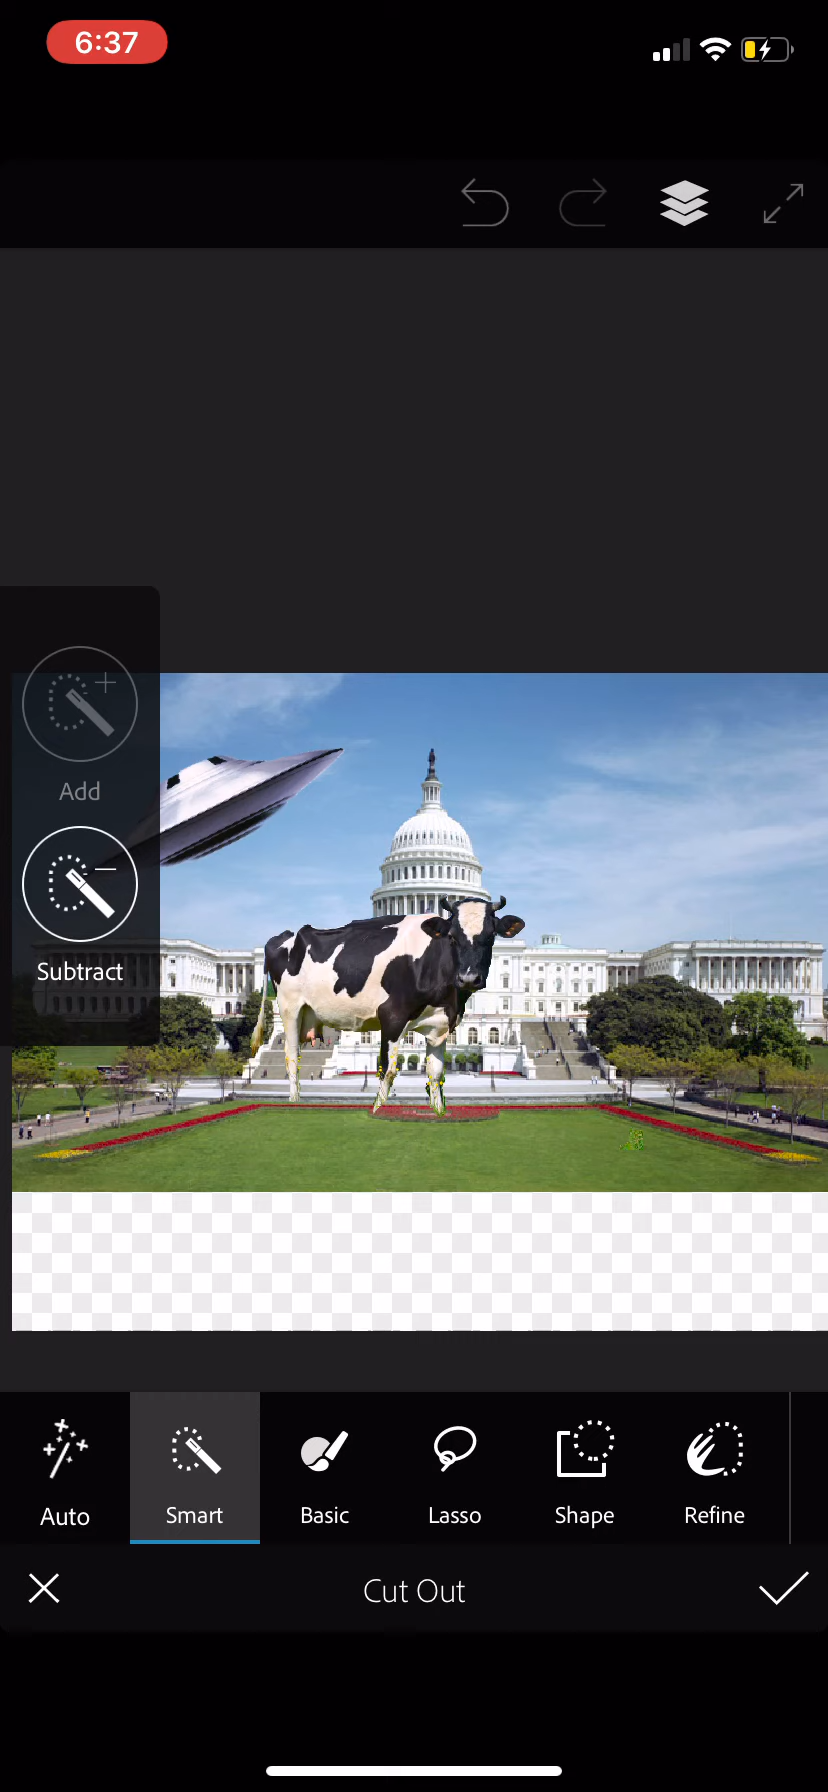 6:37
Add
Subtract
Auto
Smart
Basic
Lasso
Shape
Refine
Cut Out